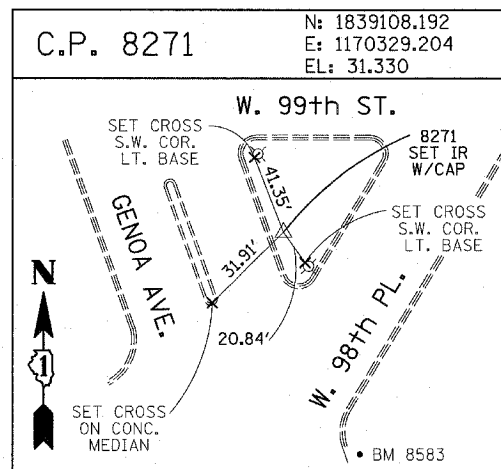 C.P. 8271
N: 1839108.192
E: 1170329.204
EL: 31.330
W. 99th ST.
SET CROSS
S.W. COR.
LT. BASE
8271
SET IR
W/CAP
41.35'
GENOA AVE.
31.91'
SET CROSS
S.W. COR.
LT. BASE
N
1
20.84'
W. 98th PL.
SET CROSS
ON CONC.
MEDIAN
BM 8583